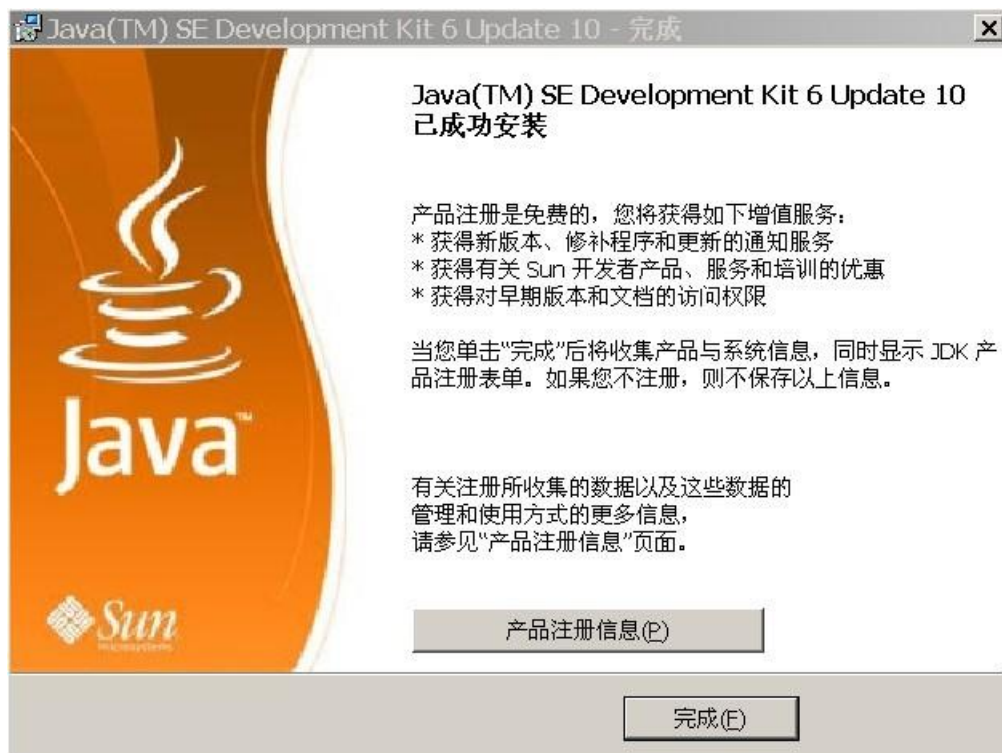 Java(TM) SE Development Kit 6 Update 10 - 完成
Java(TM) SE Development Kit 6 Update 10
已成功安装
产品注册是免费的，您将获得如下增值服务：
* 获得新版本、修补程序和更新的通知服务
* 获得有关 Sun 开发者产品、服务和培训的优惠
* 获得对早期版本和文档的访问权限
当您单击“完成”后将收集产品与系统信息，同时显示 JDK 产
品注册表单。如果您不注册，则不保存以上信息。
Java™
有关注册所收集的数据以及这些数据的
管理和使用方式的更多信息，
请参见“产品注册信息”页面。
Sun
microsystems
产品注册信息(P)
完成(F)